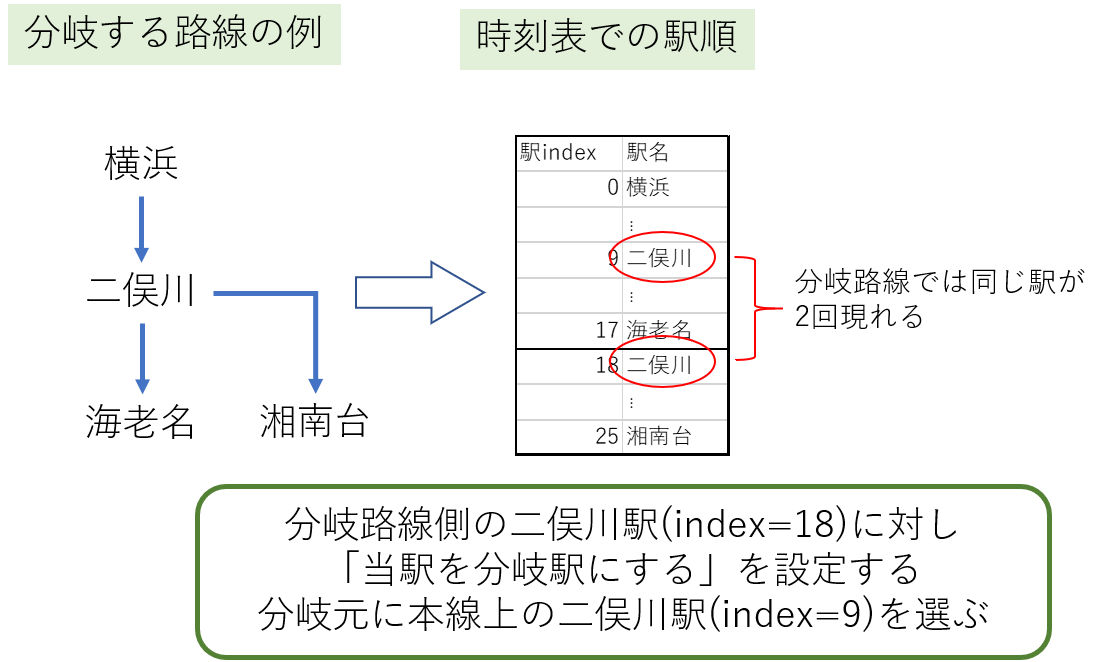 分岐する路線の例
時刻表での駅順
横浜
二俣川
海老名
湘南台
駅index 駅名
0 横浜
⋮
9 二俣川
⋮
17 海老名
18 二俣川
⋮
25 湘南台
分岐路線では同じ駅が
2回現れる
分岐路線側の二俣川駅(index=18)に対し
「当駅を分岐駅にする」を設定する
分岐元に本線上の二俣川駅(index=9)を選ぶ